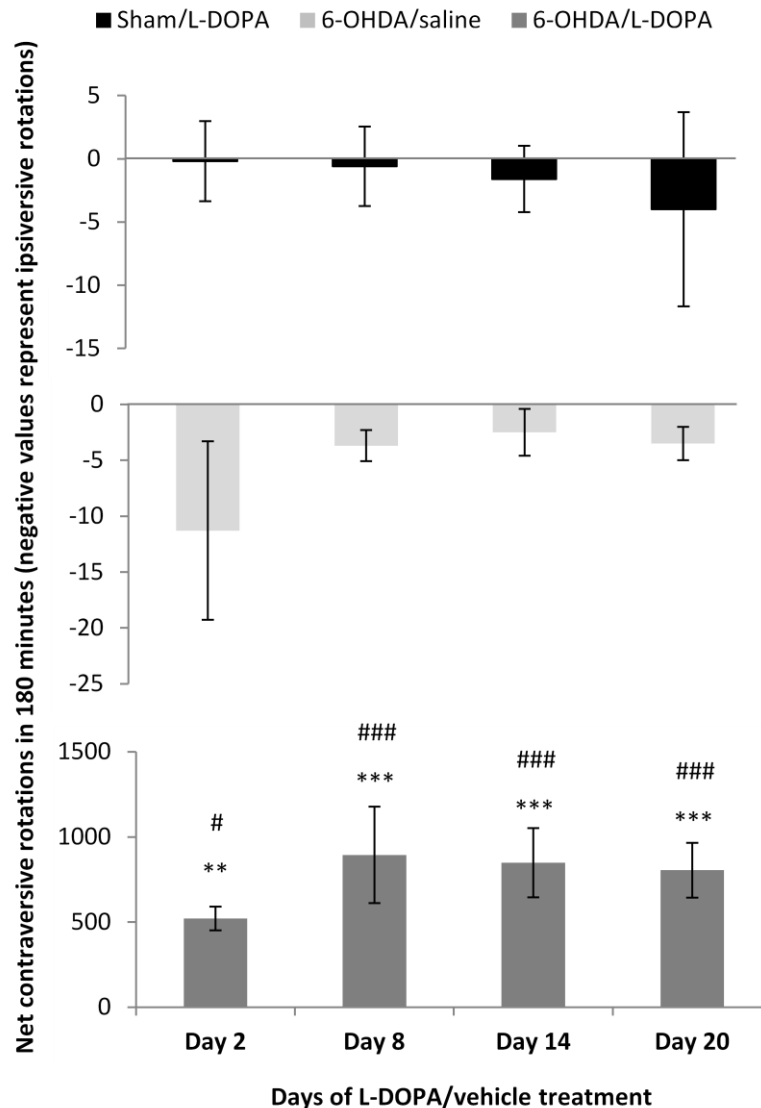 ■ Sham/L-DOPA ■ 6-OHDA/saline ■ 6-OHDA/L-DOPA
Net contraversive rotations in 180 minutes (negative values represent ipsiversive rotations)
5
0
-5
-10
-15
0
-5
-10
-15
-20
-25
1500
1000
500
0
# ### ### ###
** *** *** ***
Day 2 Day 8 Day 14 Day 20
Days of L-DOPA/vehicle treatment